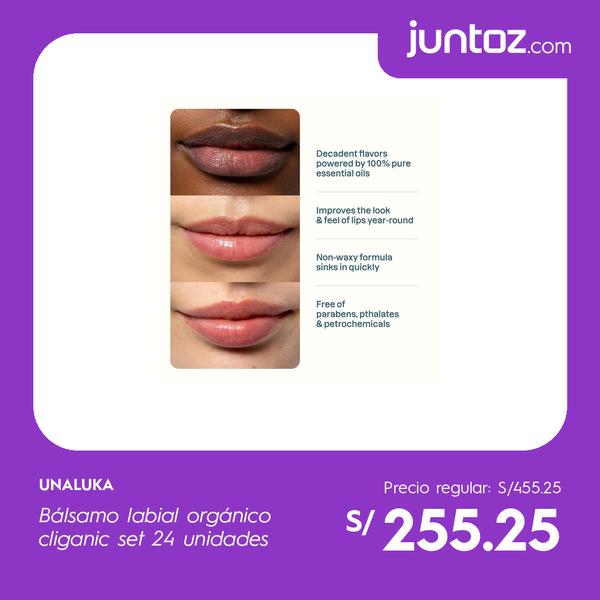 juntoz.com
Decadent flavors
powered by 100% pure
essential oils
Improves the look
& feel of lips year-round
Non-waxy formula
sinks in quickly
Free of
parabens, pthalates
& petrochemicals
UNALUKA
Bálsamo labial orgánico
cliganic set 24 unidades
Precio regular: S/455.25
S/ 255.25